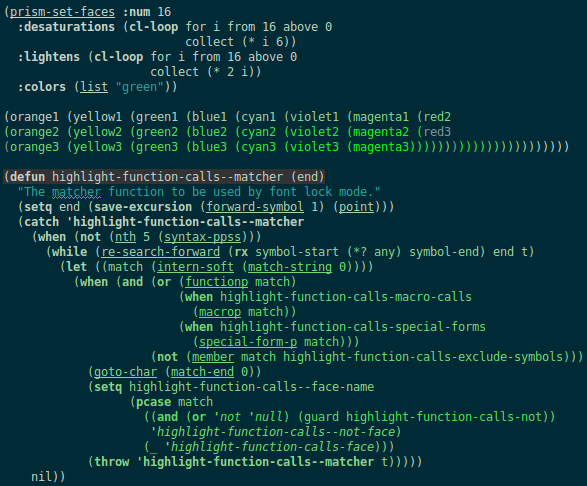 (prism-set-faces :num 16
  :desaturations (cl-loop for i from 16 above 0
                          collect (* i 6))
  :lightens (cl-loop for i from 16 above 0
                     collect (* 2 i))
  :colors (list "green"))

(orange1 (yellow1 (green1 (blue1 (cyan1 (violet1 (magenta1 (red2
(orange2 (yellow2 (green2 (blue2 (cyan2 (violet2 (magenta2 (red3
(orange3 (yellow3 (green3 (blue3 (cyan3 (violet3 (magenta3)))))))))))))))))))))))

(defun highlight-function-calls--matcher (end)
  "The matcher function to be used by font lock mode."
  (setq end (save-excursion (forward-symbol 1) (point)))
  (catch 'highlight-function-calls--matcher
    (when (not (nth 5 (syntax-ppss)))
      (while (re-search-forward (rx symbol-start (*? any) symbol-end) end t)
        (let ((match (intern-soft (match-string 0))))
          (when (and (or (functionp match)
                         (when highlight-function-calls-macro-calls
                           (macrop match))
                         (when highlight-function-calls-special-forms
                           (special-form-p match)))
                     (not (member match highlight-function-calls-exclude-symbols)))
            (goto-char (match-end 0))
            (setq highlight-function-calls--face-name
                  (pcase match
                    ((and (or 'not 'null) (guard highlight-function-calls-not))
                     'highlight-function-calls--not-face)
                    (_ 'highlight-function-calls--face)))
            (throw 'highlight-function-calls--matcher t)))))
    nil))